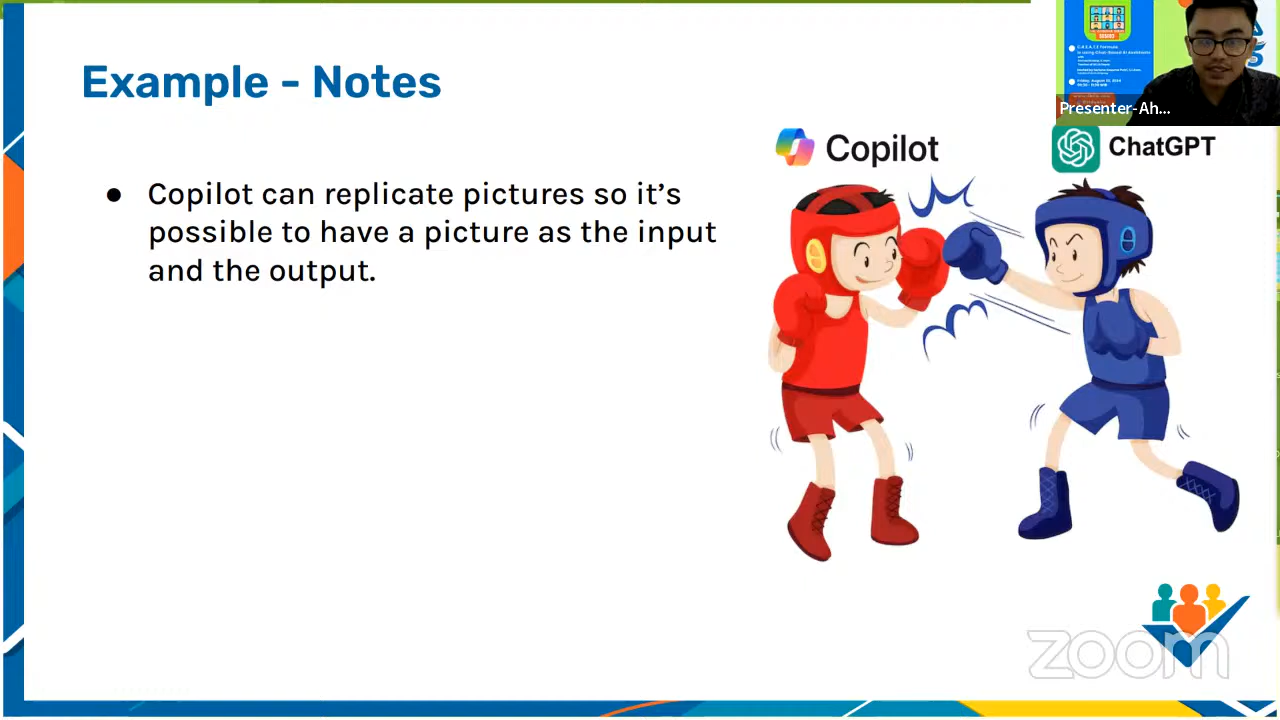 Example - Notes
● Copilot can replicate pictures so it's
possible to have a picture as the input
and the output.
Copilot
ChatGPT
Presenter-Ah...
zoom